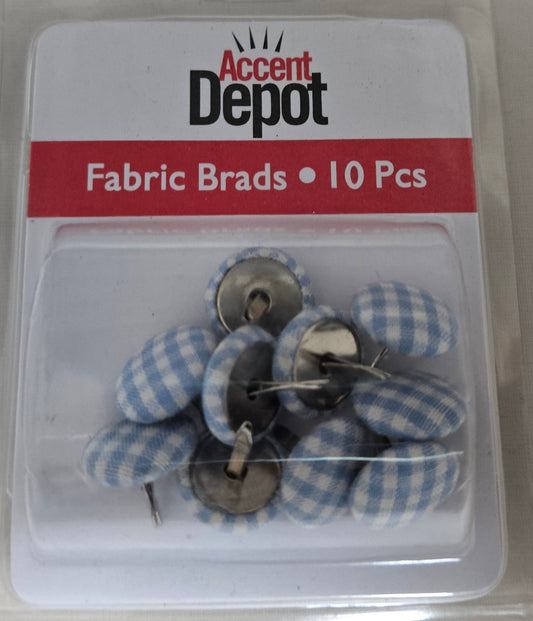 Accent
Depot
Fabric Brads • 10 Pcs